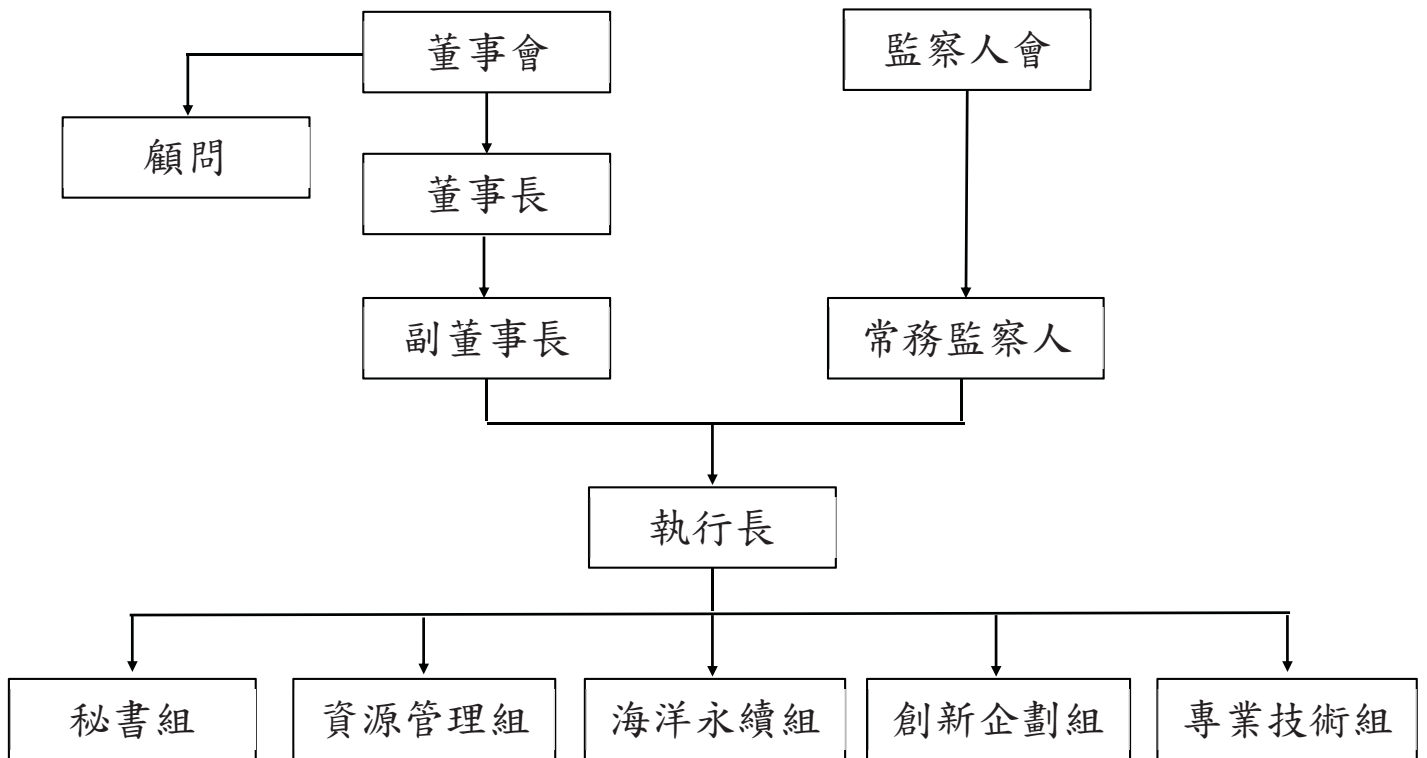 董事會
監察人會
顧問
董事長
副董事長
常務監察人
執行長
秘書組
資源管理組
海洋永續組
創新企劃組
專業技術組